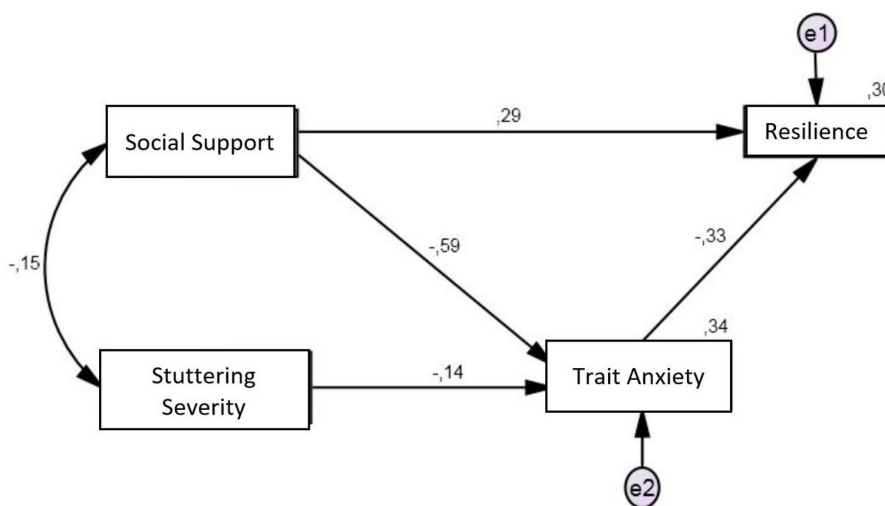 e1
,30
,29
Resilience
Social Support
-,59
-,33
-,15
,34
Stuttering
Severity
-,14
Trait Anxiety
e2